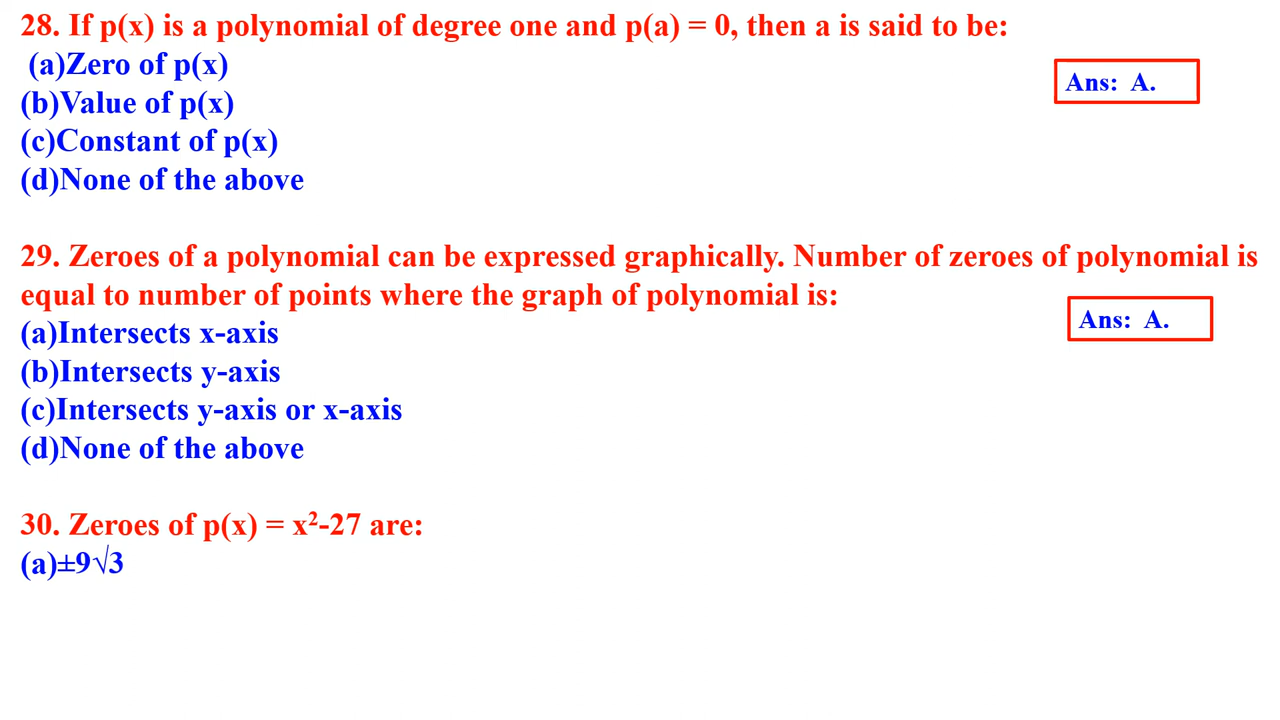 28. If p(x) is a polynomial of degree one and p(a) = 0, then a is said to be:
(a)Zero of p(x)
Ans: A.
(b)Value of p(x)
(c)Constant of p(x)
(d)None of the above
29. Zeroes of a polynomial can be expressed graphically. Number of zeroes of polynomial is
equal to number of points where the graph of polynomial is:
Ans: A.
(a)Intersects x-axis
(b)Intersects y-axis
(c)Intersects y-axis or x-axis
(d)None of the above
30. Zeroes of p(x) = x²-27 are:
(a)±9√3